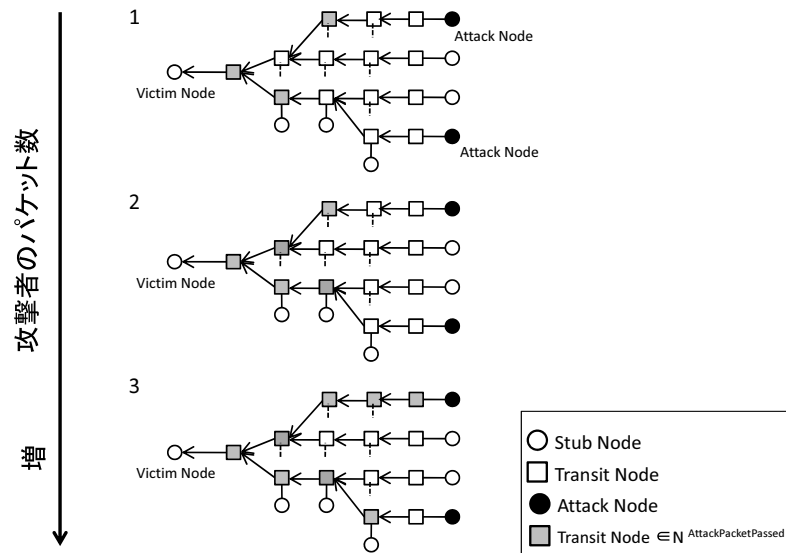 1
Attack Node
Victim Node
Attack Node
2
Victim Node
3
Victim Node
攻撃者のパケット数
増
Stub Node
Transit Node
Attack Node
Transit Node ∈N AttackPacketPassed